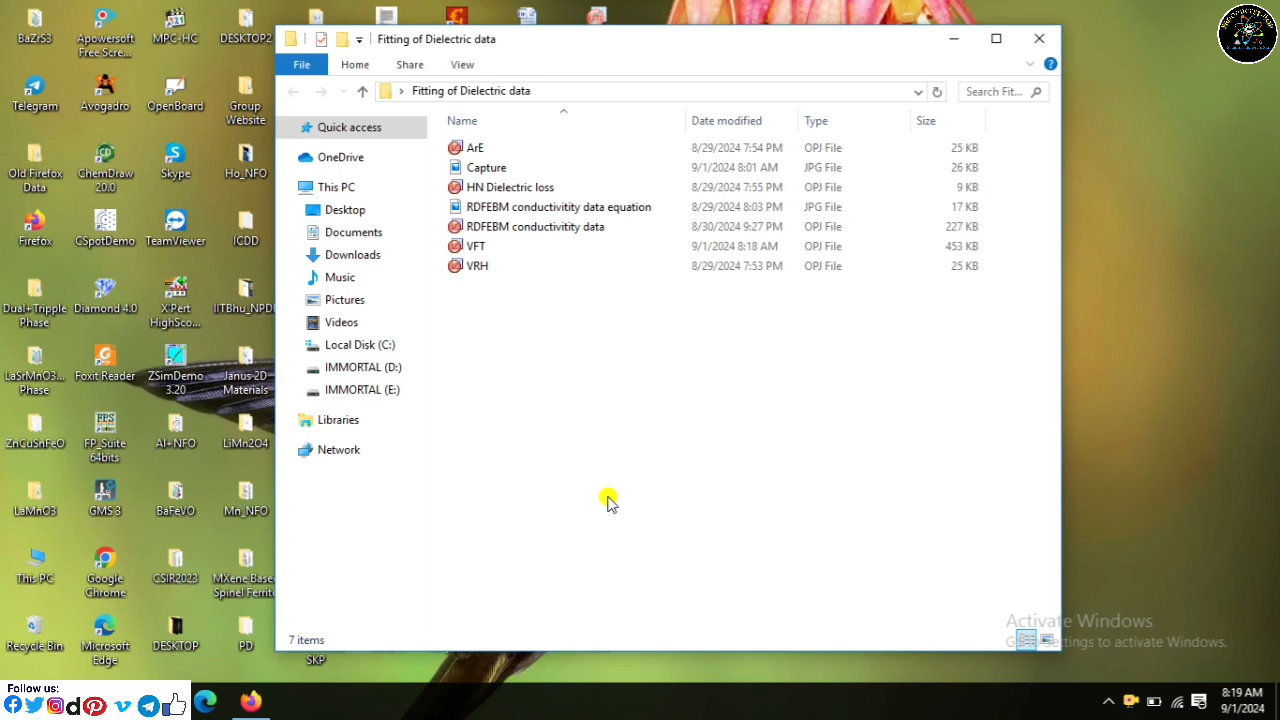 BaZrS3
Apowersoft
Free Scre...
MPC-HC
DESKTOP2
Telegram
Avogadro
OpenBoard
Group
Website
Old Firefox
Data
ChemDraw
20.0
Skype
Ho_NFO
Firefox
CSpotDemo
TeamViewer
ICDD
Dual+Tripple
Phase
Diamond 4.0
X'Pert
HighSco...
IITBhu_NPD
LaSrMnO3...
Phase
Foxit Reader
ZSimDemo
3.20
Janus 2D
Materials
ZnCuSnFeO
FP_Suite
64bits
Al+NFO
LiMn2O4
LaMnO3
GMS 3
BaFeVO
Mn_NFO
This PC
Google
Chrome
CSIR2023
MXene Base
Spinel Ferrit
Recycle Bin
Microsoft
Edge
DESKTOP
PD
SKP
Fitting of Dielectric data
File
Home
Share
View
Fitting of Dielectric data
Search Fit...
Name
Date modified
Type
Size
ArE
8/29/2024 7:54 PM
OPJ File
25 KB
Capture
9/1/2024 8:01 AM
JPG File
26 KB
HN Dielectric loss
8/29/2024 7:55 PM
OPJ File
9 KB
RDFEBM conductivitity data equation
8/29/2024 8:03 PM
JPG File
17 KB
RDFEBM conductivitity data
8/30/2024 9:27 PM
OPJ File
227 KB
VFT
9/1/2024 8:18 AM
OPJ File
453 KB
VRH
8/29/2024 7:53 PM
OPJ File
25 KB
Quick access
OneDrive
This PC
Desktop
Documents
Downloads
Music
Pictures
Videos
Local Disk (C:)
IMMORTAL (D:)
IMMORTAL (E:)
Libraries
Network
7 items
Activate Windows
Settings to activate Windows.
Follow us:
8:19 AM
9/1/2024